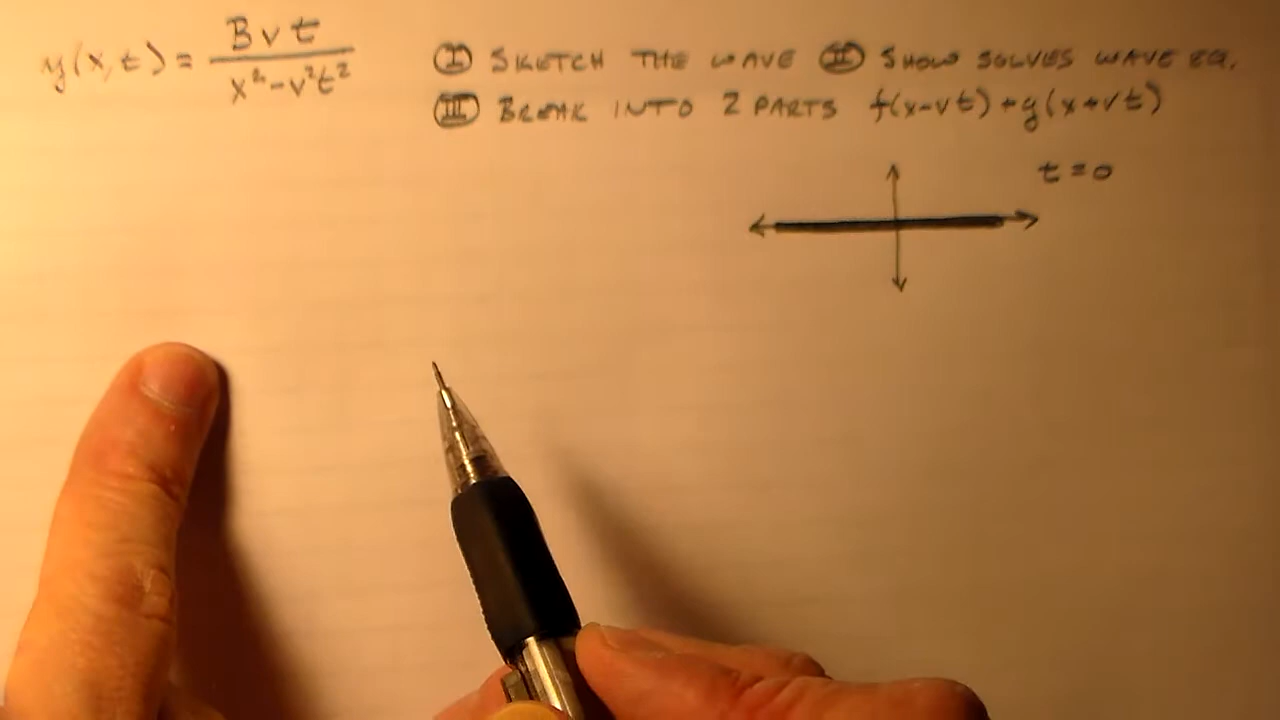 y(x,t) = Bvt / x²-v²t²
I SKETCH THE WAVE II SHOW SOLVES WAVE EQ.
III BREAK INTO 2 PARTS f(x-vt) + g(x+vt)
t = 0